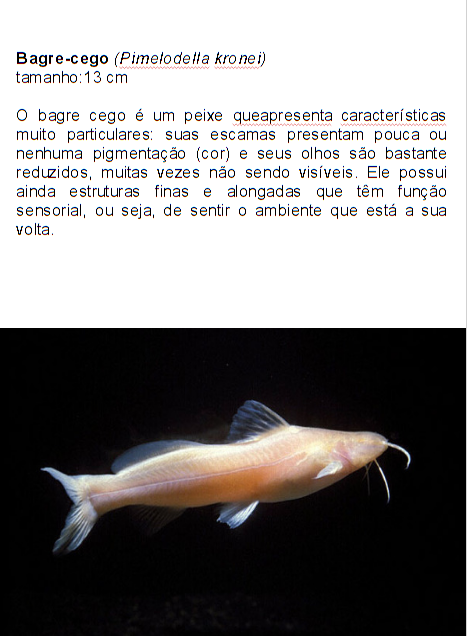 Bagre-cego (Pimelodella kronei)
tamanho:13 cm
O bagre cego é um peixe queapresenta características
muito particulares: suas escamas presentam pouca ou
nenhuma pigmentação (cor) e seus olhos são bastante
reduzidos, muitas vezes não sendo visíveis. Ele possui
ainda estruturas finas e alongadas que têm função
sensorial, ou seja, de sentir o ambiente que está a sua
volta.